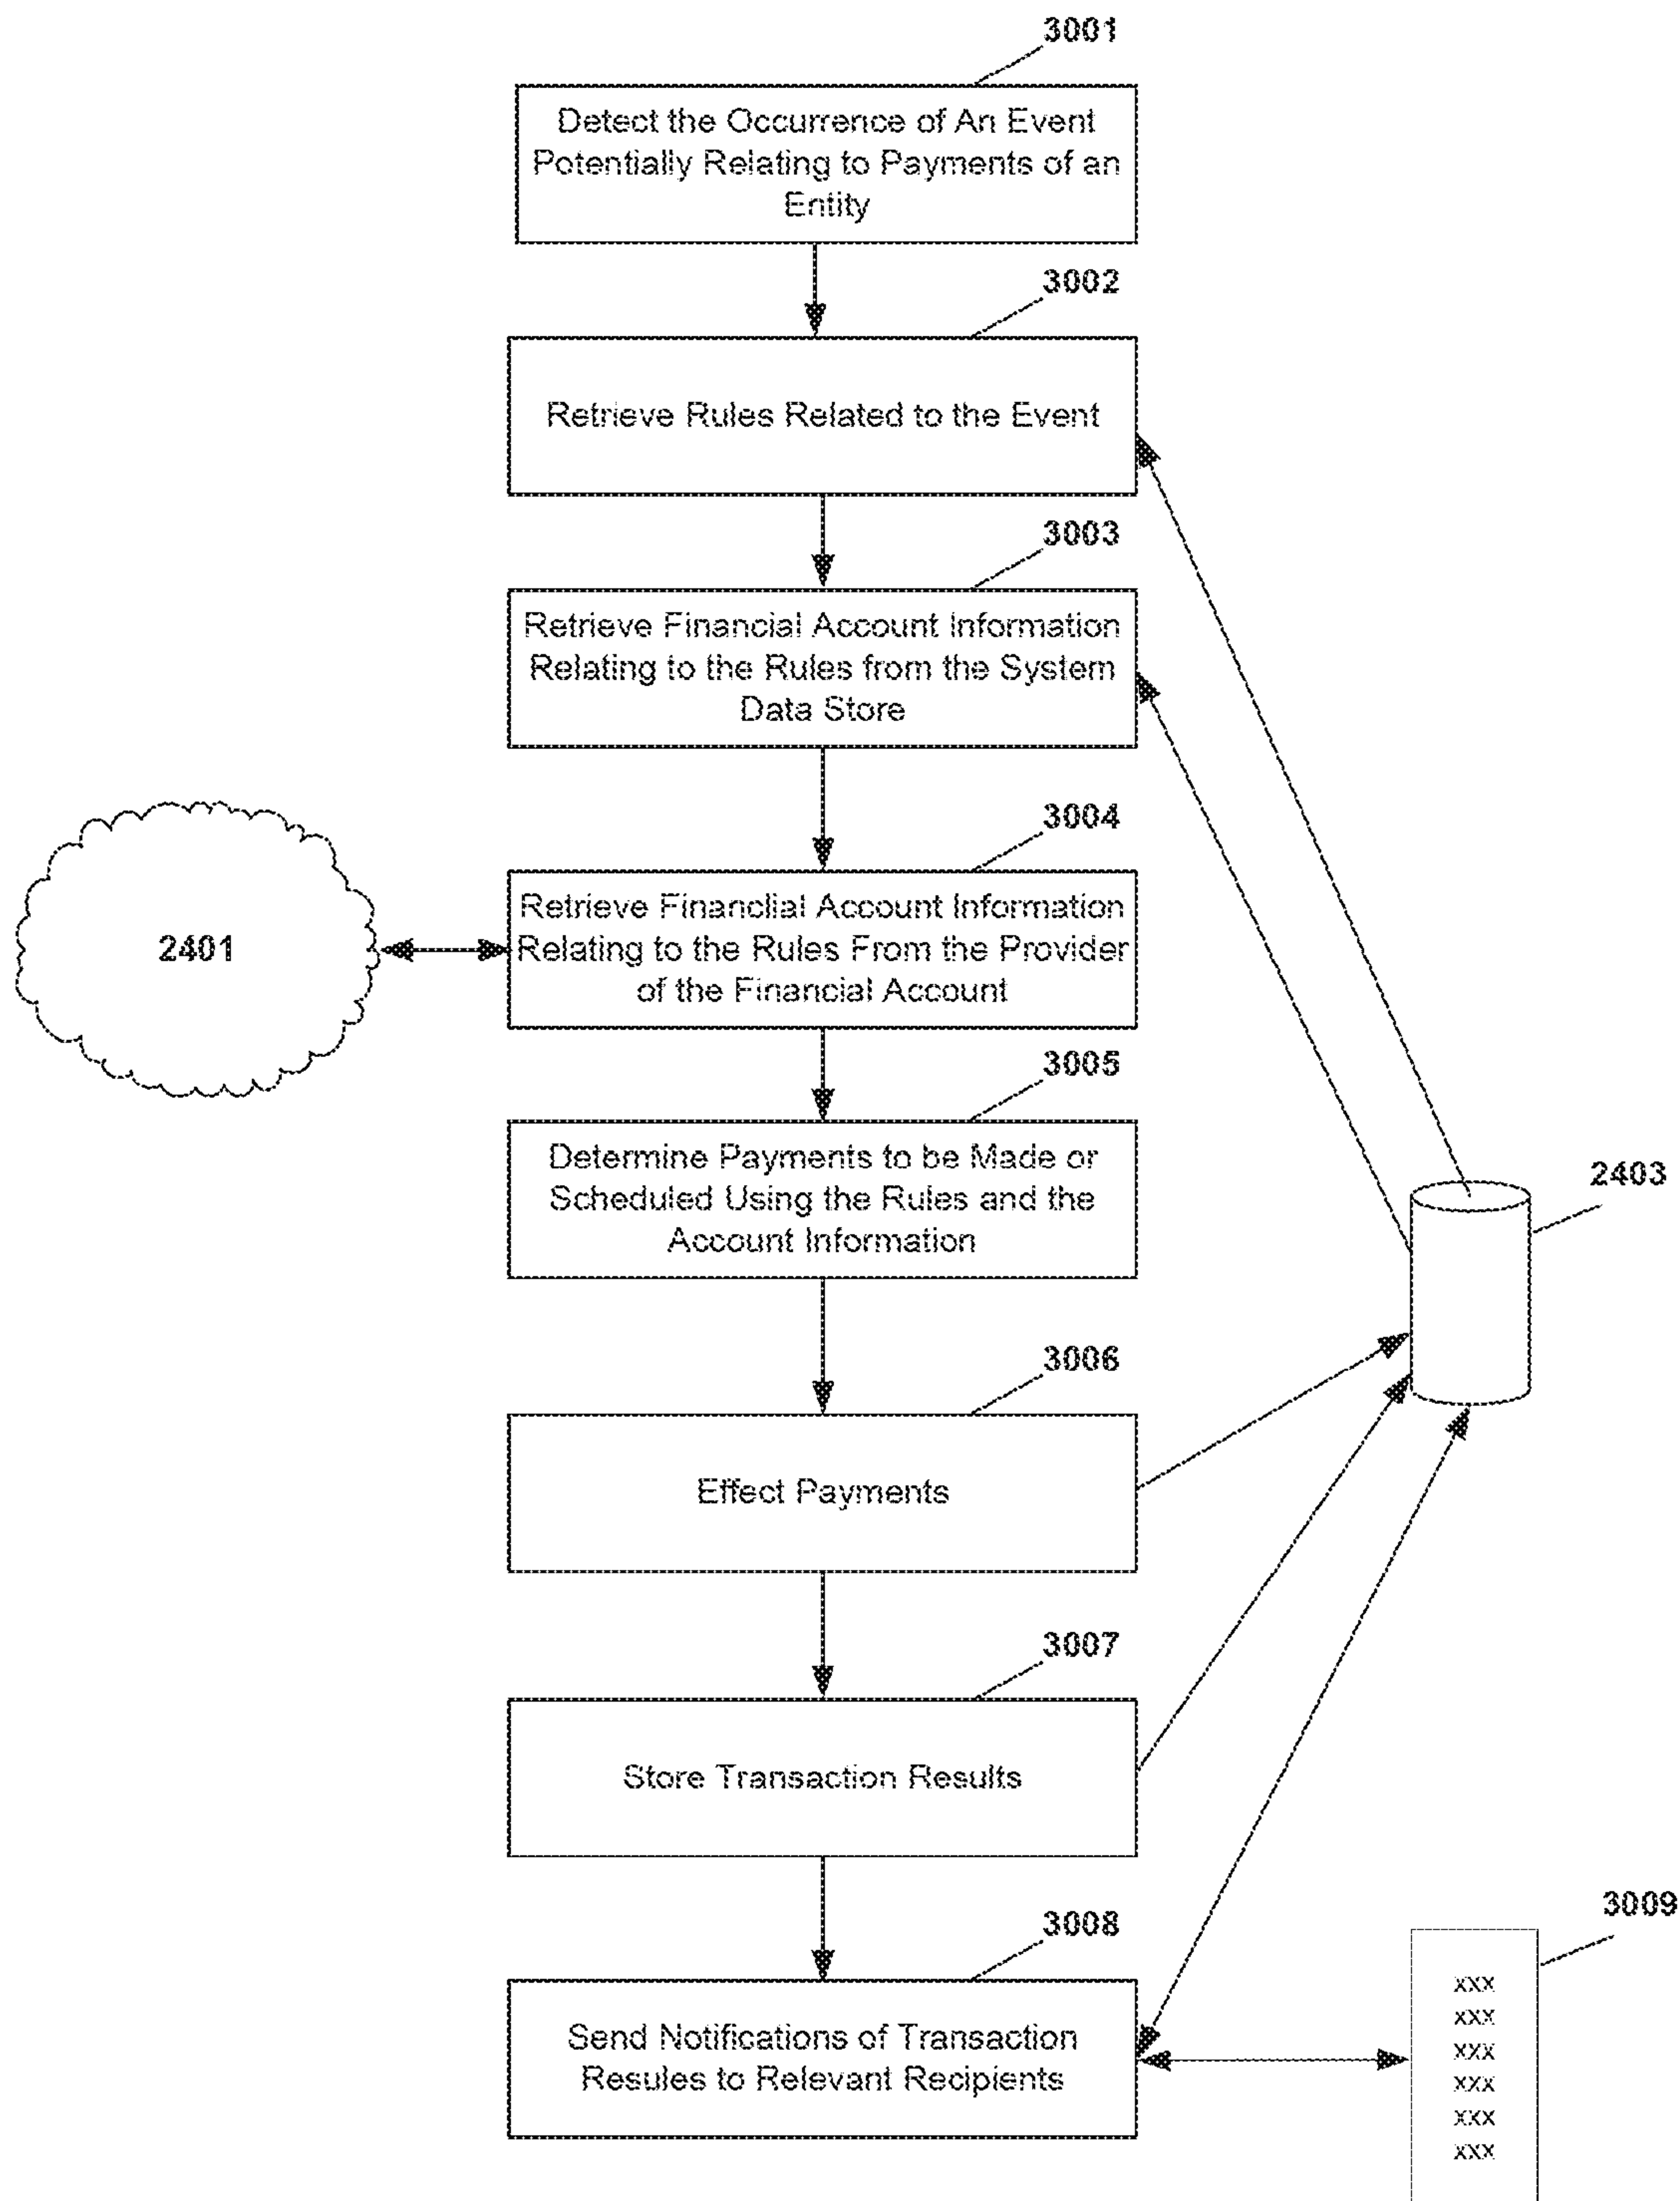 3001
Detect the Occurrence of An Event
Potentially Relating to Payments of an
Entity
3002
Retrieve Rules Related to the Event
3003
Retrieve Financial Account Information
Relating to the Rules from the System
Data Store
3004
Retrieve Financlial Account Information
Relating to the Rules From the Provider
of the Financial Account
2401
3005
Determine Payments to be Made or
Scheduled Using the Rules and the
Account Information
2403
3006
Effect Payments
3007
Store Transaction Results
3008
Send Notifications of Transaction
Resules to Relevant Recipients
3009
xxx
xxx
xxx
xxx
xxx
xxx